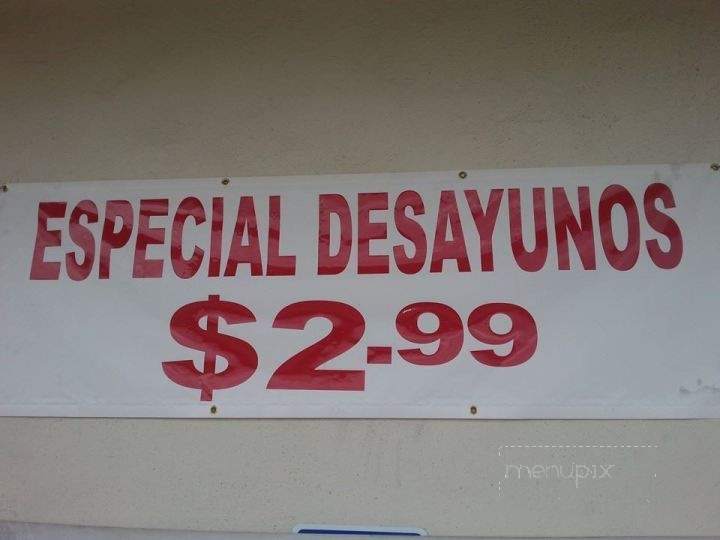 ESPECIAL DESAYUNOS
$2.99
menupix